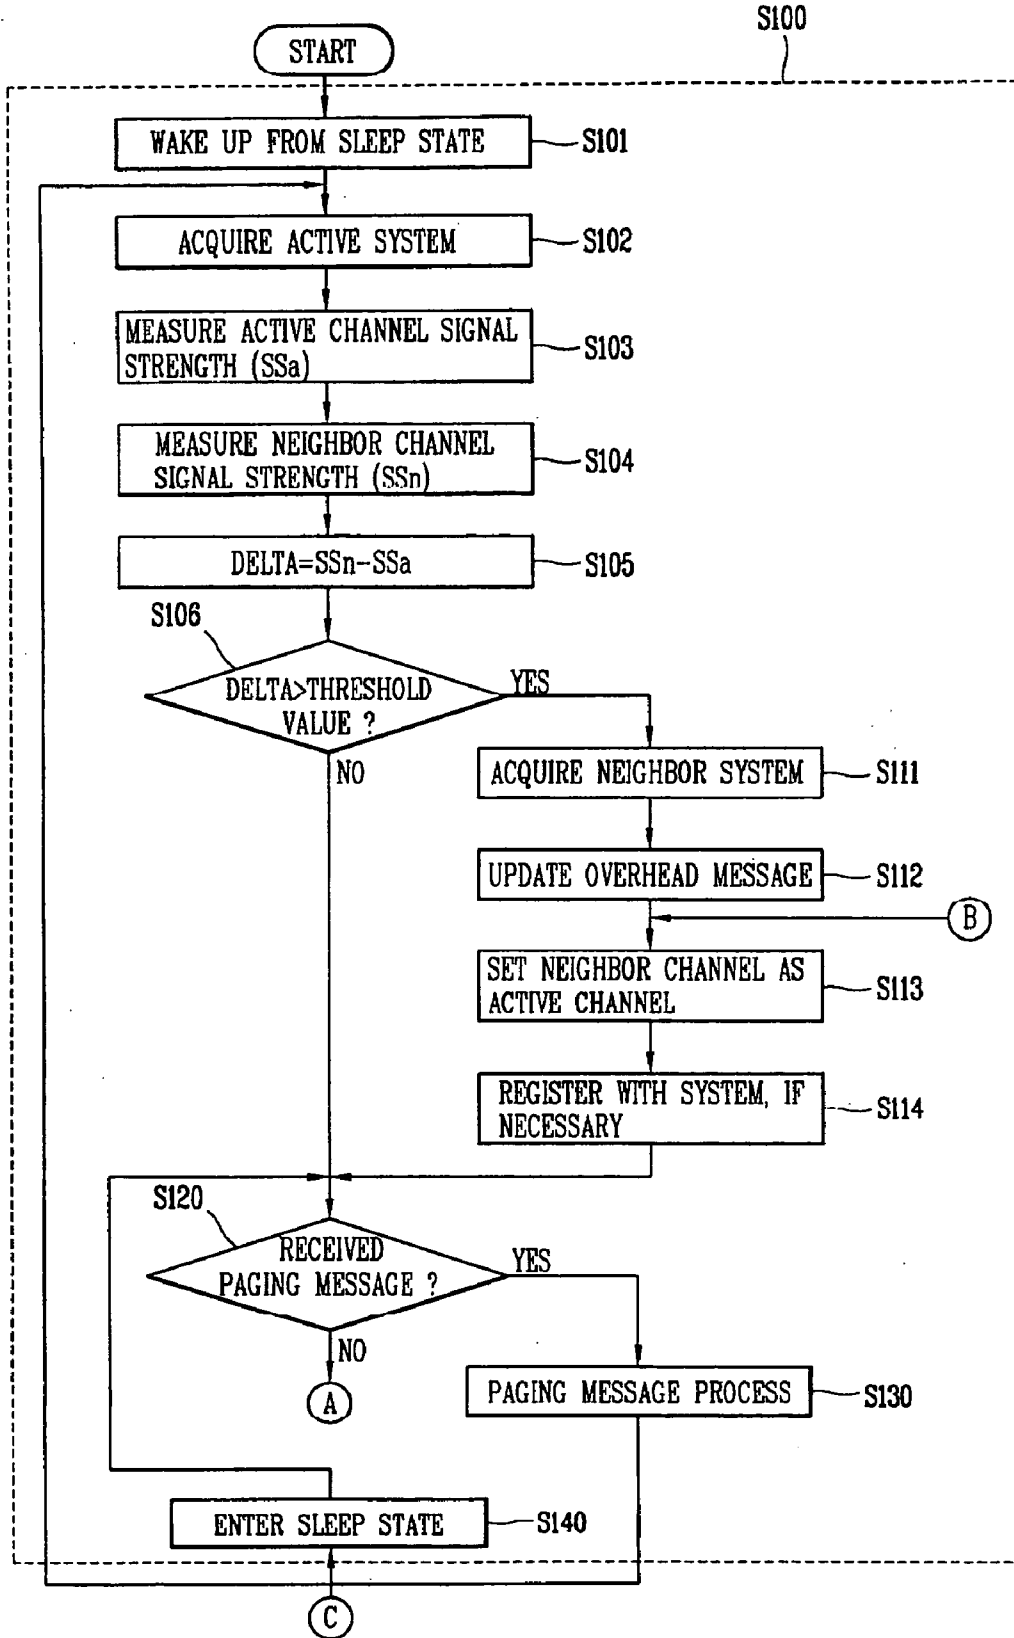 S100
START
WAKE UP FROM SLEEP STATE
S101
ACQUIRE ACTIVE SYSTEM
S102
MEASURE ACTIVE CHANNEL SIGNAL
STRENGTH (SSa)
S103
MEASURE NEIGHBOR CHANNEL
SIGNAL STRENGTH (SSn)
S104
DELTA=SSn-SSa
S105
S106
DELTA>THRESHOLD
VALUE ?
YES
NO
ACQUIRE NEIGHBOR SYSTEM
S111
UPDATE OVERHEAD MESSAGE
S112
B
SET NEIGHBOR CHANNEL AS
ACTIVE CHANNEL
S113
REGISTER WITH SYSTEM, IF
NECESSARY
S114
S120
RECEIVED
PAGING MESSAGE ?
YES
NO
A
PAGING MESSAGE PROCESS
S130
ENTER SLEEP STATE
S140
C